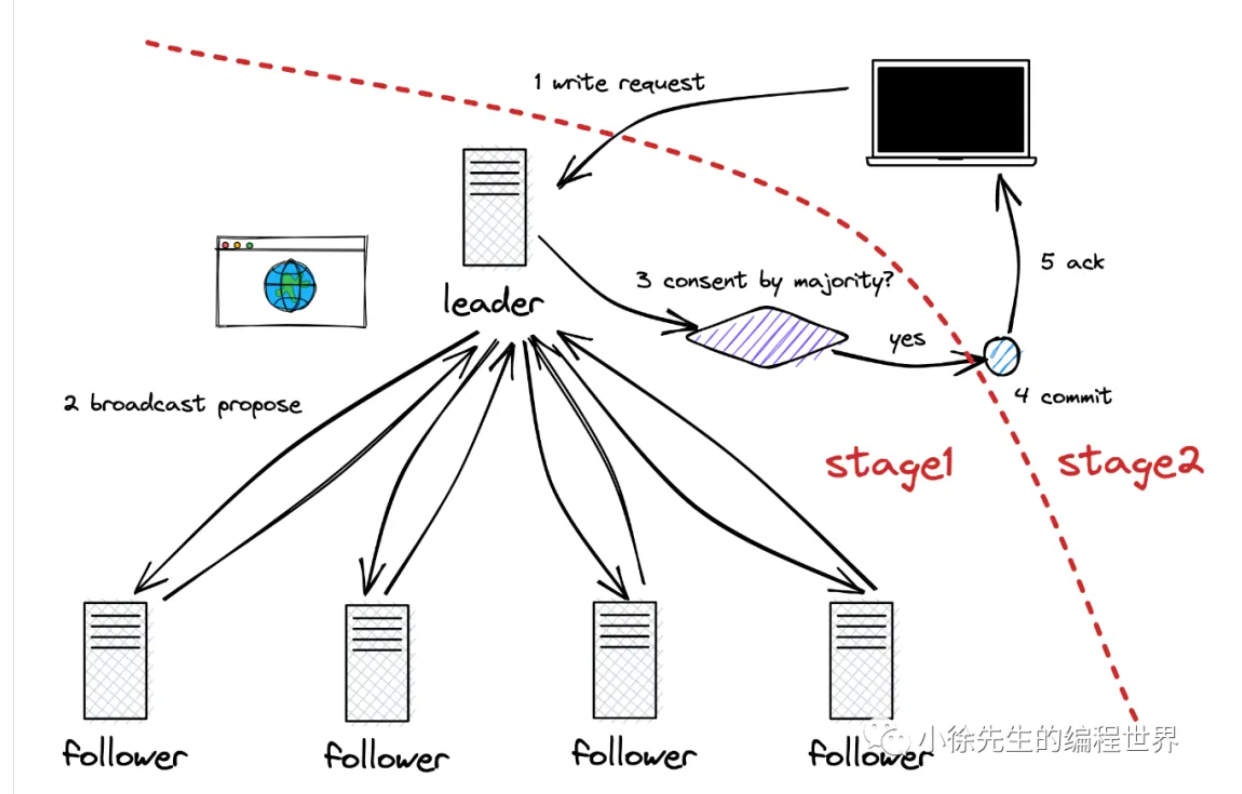 1 write request
leader
3 consent by majority?
5 ack
yes
4 commit
2 broadcast propose
stage1
stage2
follower
follower
follower
follower
小徐先生的编程世界